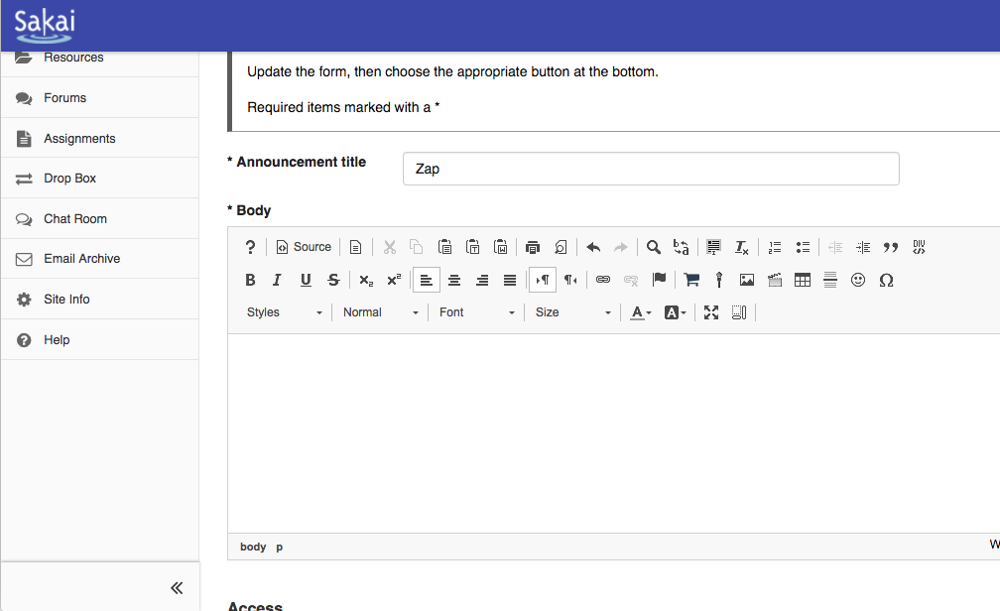 Sakai
Resources
Forums
Assignments
Drop Box
Chat Room
Email Archive
Site Info
Help
Update the form, then choose the appropriate button at the bottom.
Required items marked with a *
* Announcement title
Zap
* Body
? Source
B I U S x₂ x² Ω
Styles Normal Font Size A A
body p
W
Access